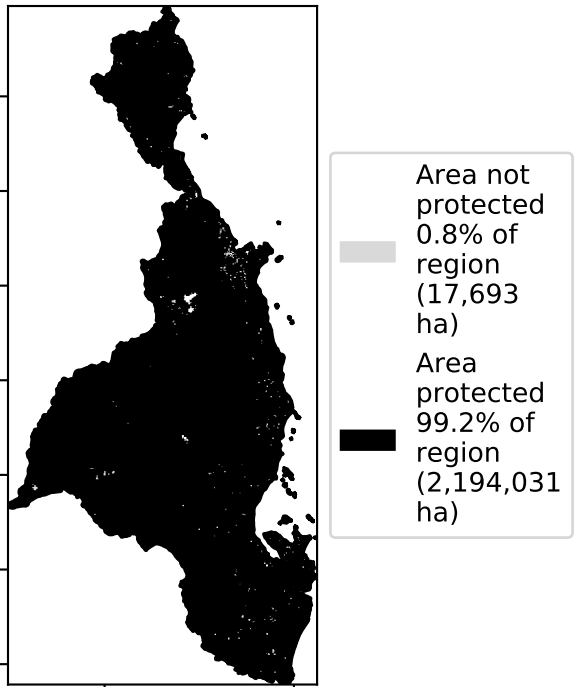 Area not
protected
0.8% of
region
(17,693
ha)
Area
protected
99.2% of
region
(2,194,031
ha)